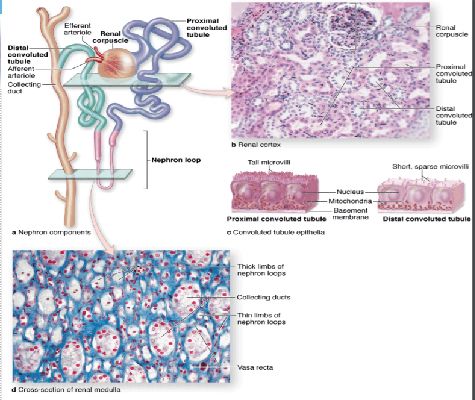 Efferent
arteriole
Renal
corpuscle
Proximal
convoluted
tubule
Distal
convoluted
tubule
Afferent
arteriole
Collecting
duct
Nephron loop
a Nephron components
Renal
corpuscle
Proximal
convoluted
tubule
Distal
convoluted
tubule
b Renal cortex
Tall microvilli
Short, sparse microvilli
Nucleus
Mitochondria
Basement
membrane
Proximal convoluted tubule
Distal convoluted tubule
c Convoluted tubule epithelia
Thick limbs of
nephron loops
Collecting ducts
Thin limbs of
nephron loops
Vasa recta
d Cross-section of renal medulla